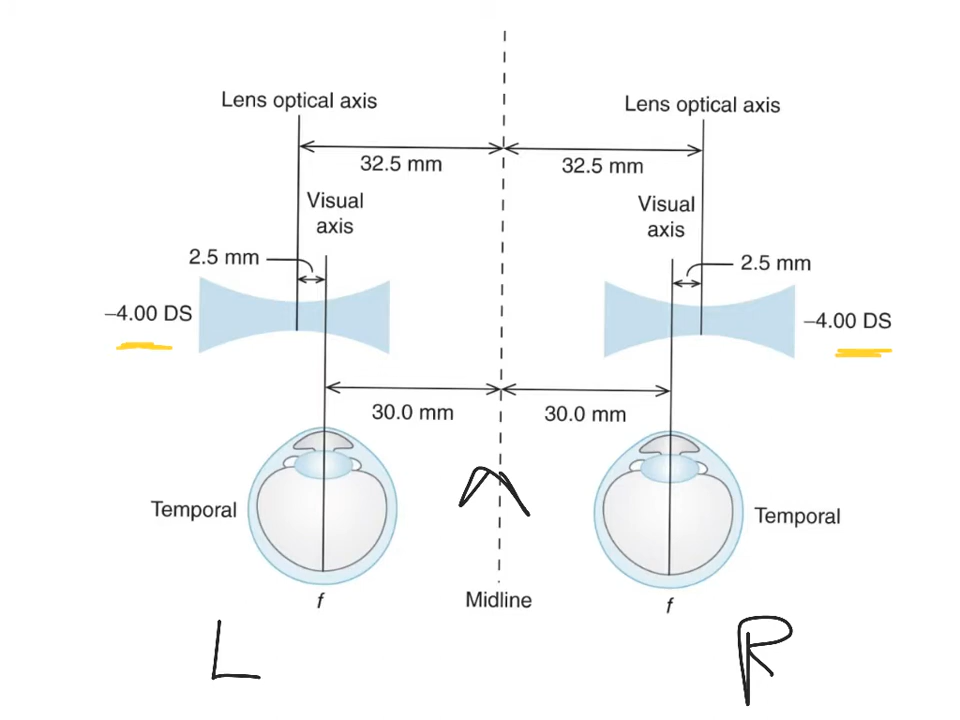 Lens optical axis
Lens optical axis
32.5 mm
32.5 mm
Visual
axis
Visual
axis
2.5 mm
2.5 mm
–4.00 DS
–4.00 DS
30.0 mm
30.0 mm
Temporal
Temporal
f
Midline
f
L
R